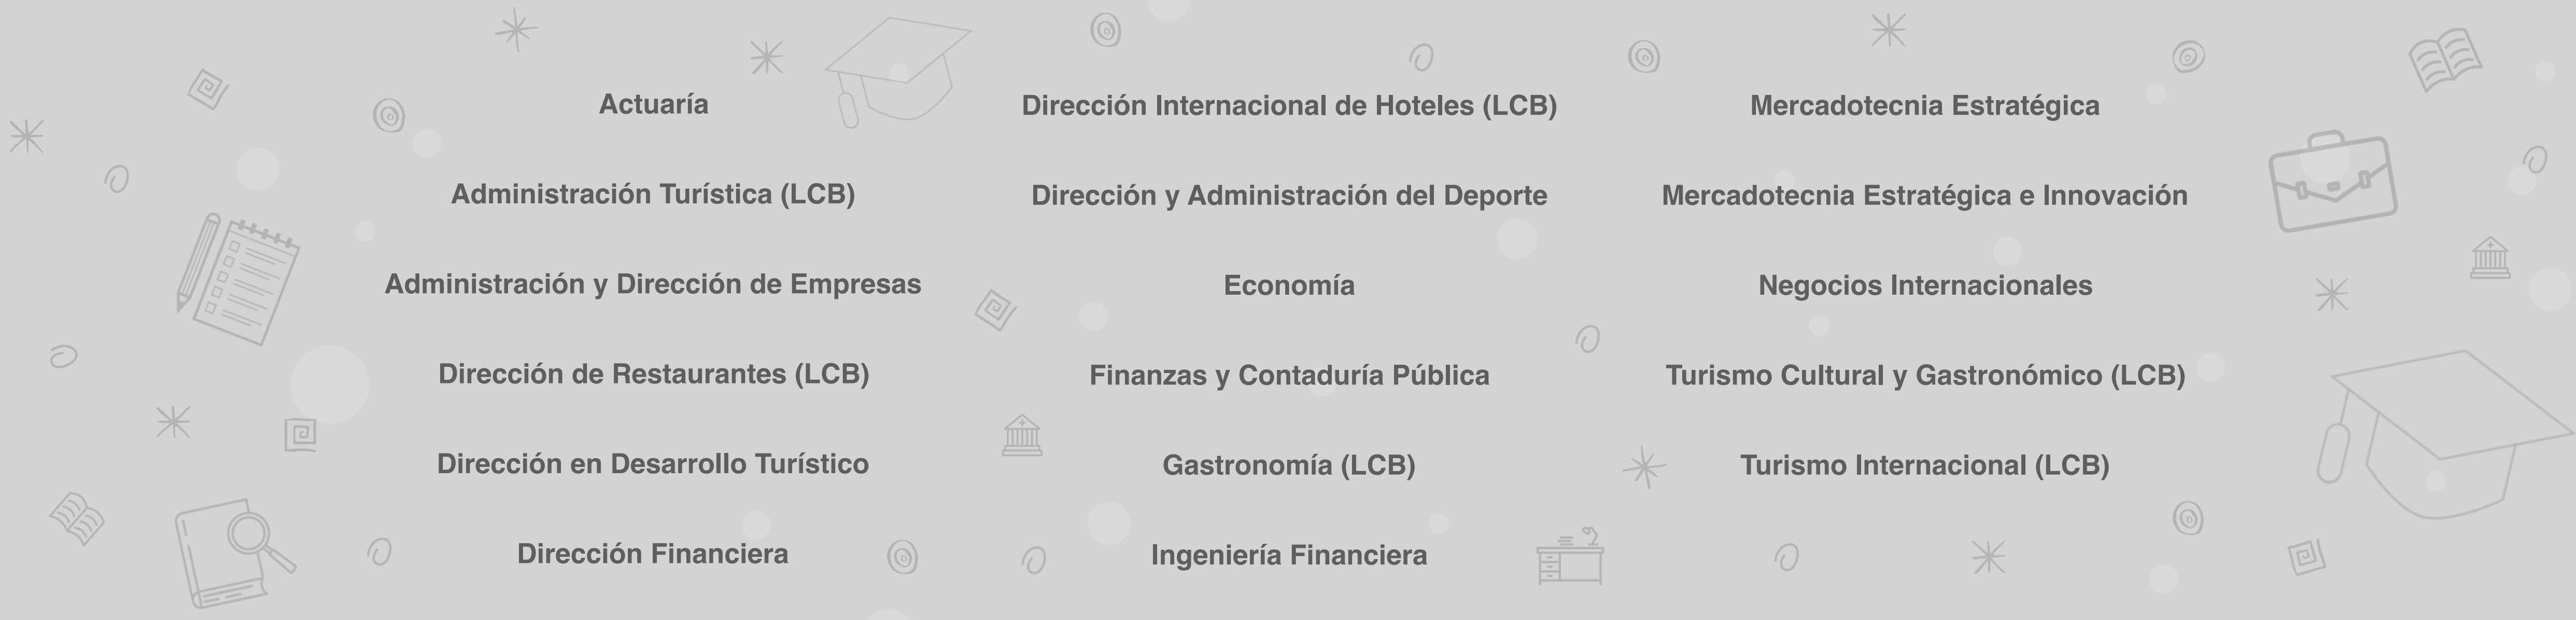 Actuaría
Administración Turística (LCB)
Administración y Dirección de Empresas
Dirección de Restaurantes (LCB)
Dirección en Desarrollo Turístico
Dirección Financiera
Dirección Internacional de Hoteles (LCB)
Dirección y Administración del Deporte
Economía
Finanzas y Contaduría Pública
Gastronomía (LCB)
Ingeniería Financiera
Mercadotecnia Estratégica
Mercadotecnia Estratégica e Innovación
Negocios Internacionales
Turismo Cultural y Gastronómico (LCB)
Turismo Internacional (LCB)